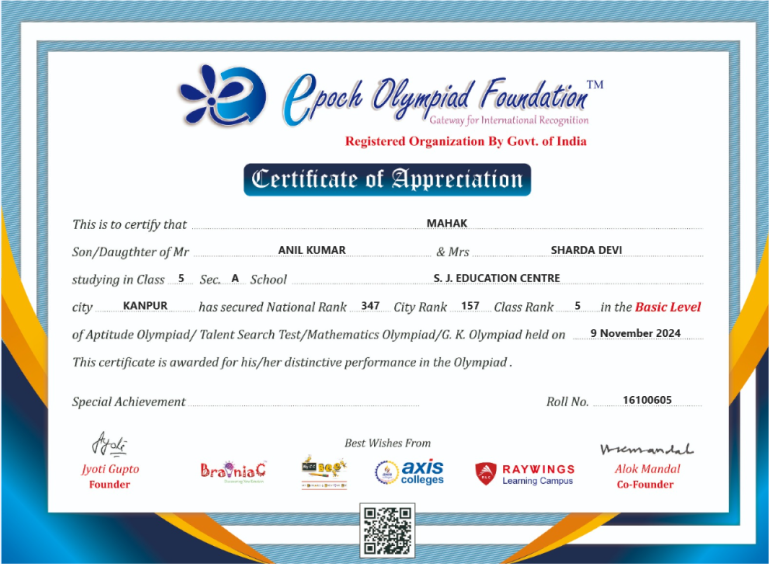 epoch Olympiad Foundation™
Gateway for International Recognition
Registered Organization By Govt. of India
Certificate of Appreciation
This is to certify that MAHAK
Son/Daugthter of Mr ANIL KUMAR & Mrs SHARDA DEVI
studying in Class 5 Sec. A School S. J. EDUCATION CENTRE
city KANPUR has secured National Rank 347 City Rank 157 Class Rank 5 in the Basic Level
of Aptitude Olympiad/ Talent Search Test/Mathematics Olympiad/G. K. Olympiad held on 9 November 2024
This certificate is awarded for his/her distinctive performance in the Olympiad .
Special Achievement Roll No. 16100605
Best Wishes From
Jyoti Gupto BrainiaC axis colleges RAYWINGS Learning Campus Alok Mandal
Founder Co-Founder